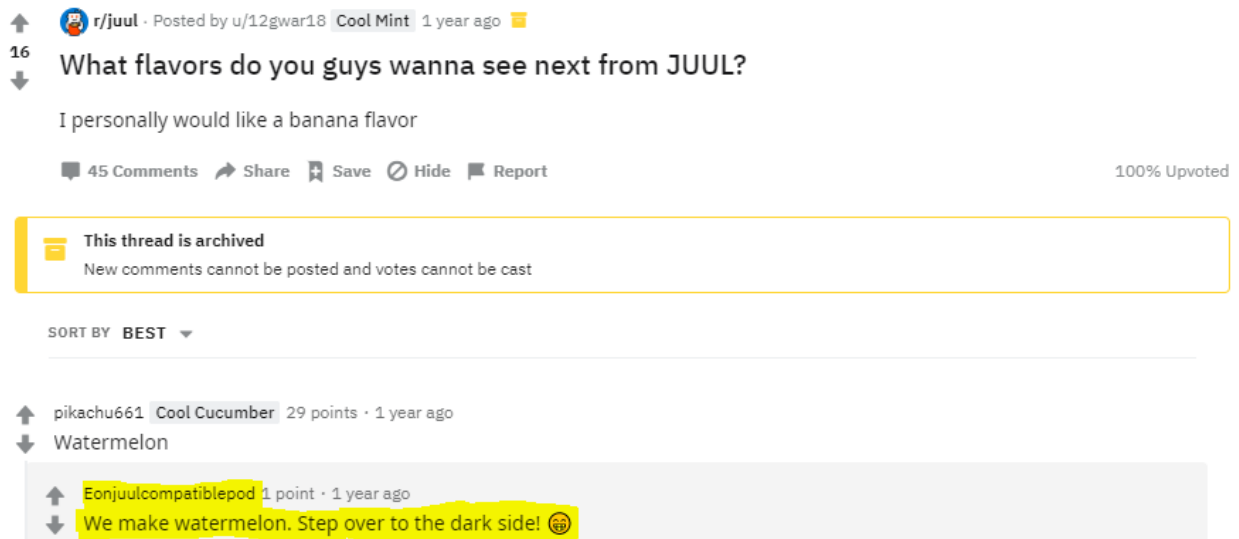 r/juul · Posted by u/12gwar18 Cool Mint 1 year ago
16
What flavors do you guys wanna see next from JUUL?
I personally would like a banana flavor
45 Comments Share Save Hide Report 100% Upvoted
This thread is archived
New comments cannot be posted and votes cannot be cast
SORT BY BEST
pikachu661 Cool Cucumber 29 points · 1 year ago
Watermelon
Eonjuulcompatiblepod 1 point · 1 year ago
We make watermelon. Step over to the dark side! 😁